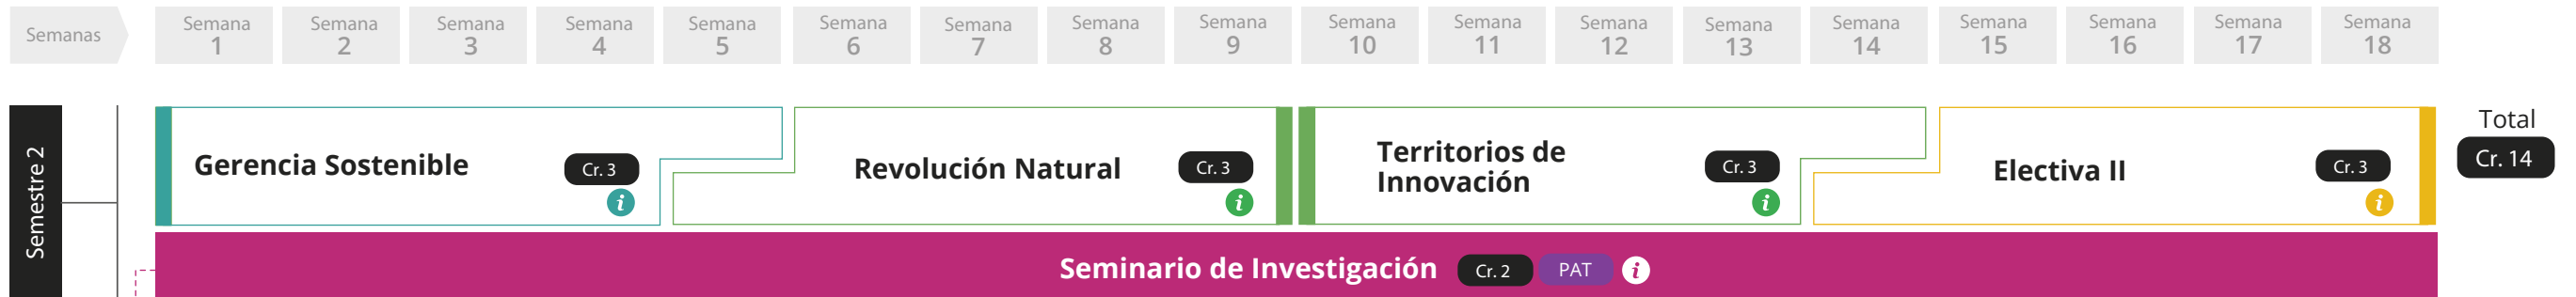 Semanas
Semana 1
Semana 2
Semana 3
Semana 4
Semana 5
Semana 6
Semana 7
Semana 8
Semana 9
Semana 10
Semana 11
Semana 12
Semana 13
Semana 14
Semana 15
Semana 16
Semana 17
Semana 18
Semestre 2
Gerencia Sostenible
Cr. 3
i
Revolución Natural
Cr. 3
i
Territorios de
Innovación
Cr. 3
i
Electiva II
Cr. 3
i
Total
Cr. 14
Seminario de Investigación Cr. 2 PAT i